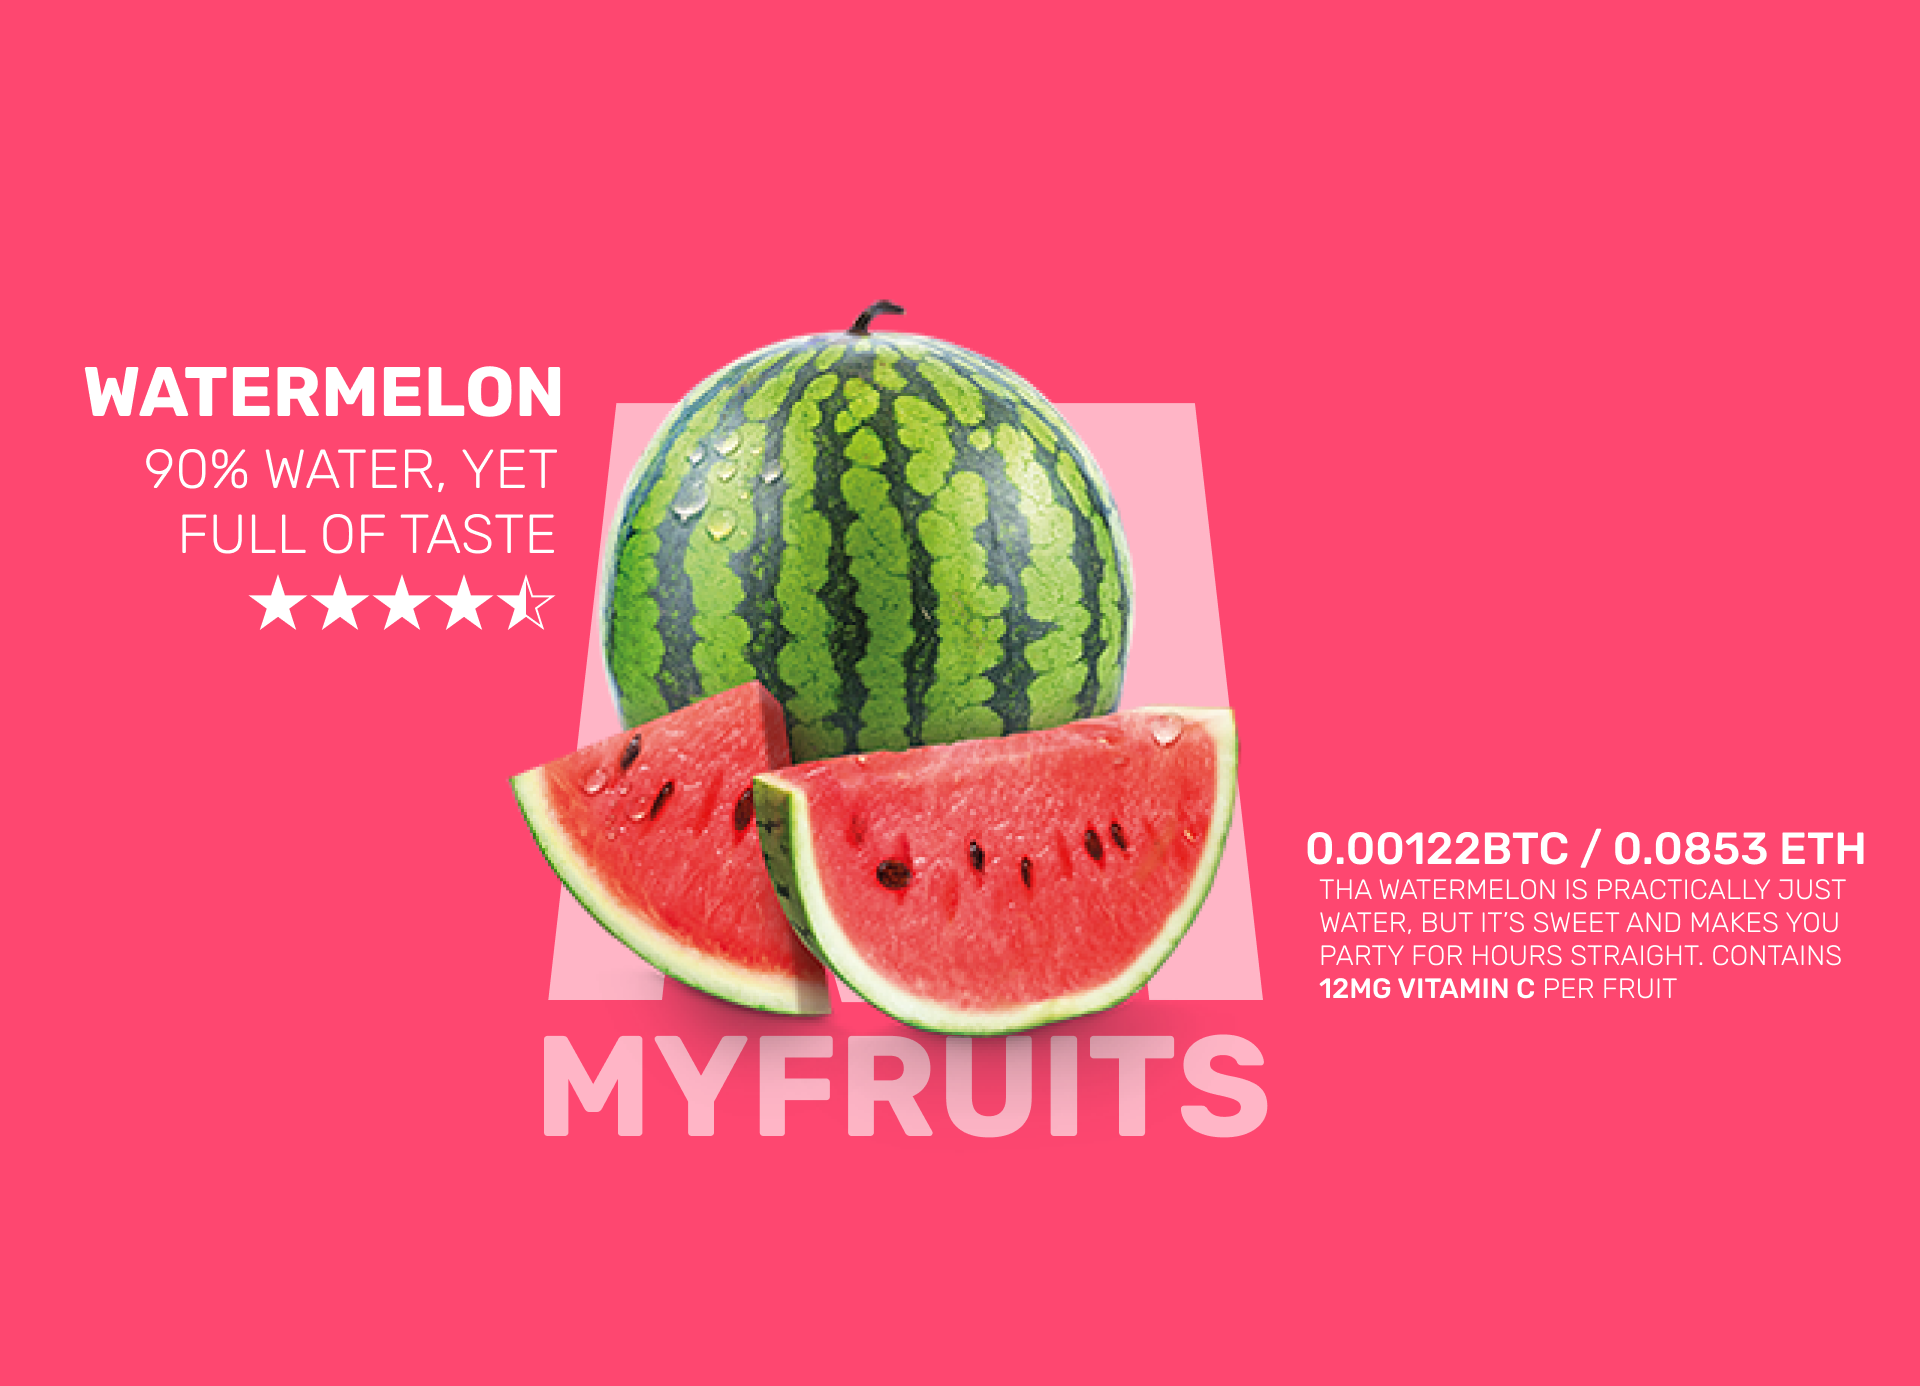 WATERMELON
90% WATER, YET
FULL OF TASTE
0.00122BTC / 0.0853 ETH
THA WATERMELON IS PRACTICALLY JUST
WATER, BUT IT'S SWEET AND MAKES YOU
PARTY FOR HOURS STRAIGHT. CONTAINS
12MG VITAMIN C PER FRUIT
MYFRUITS